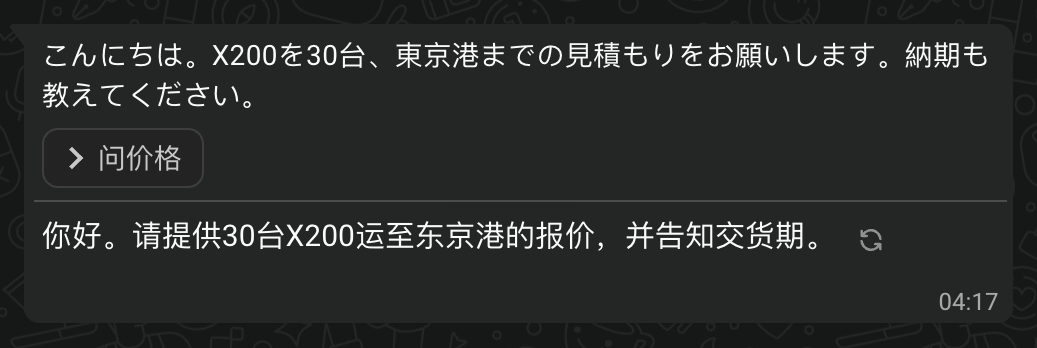 こんにちは。X200を30台、東京港までの見積もりをお願いします。納期も
教えてください。
问价格
你好。请提供30台X200运至东京港的报价，并告知交货期。
04:17